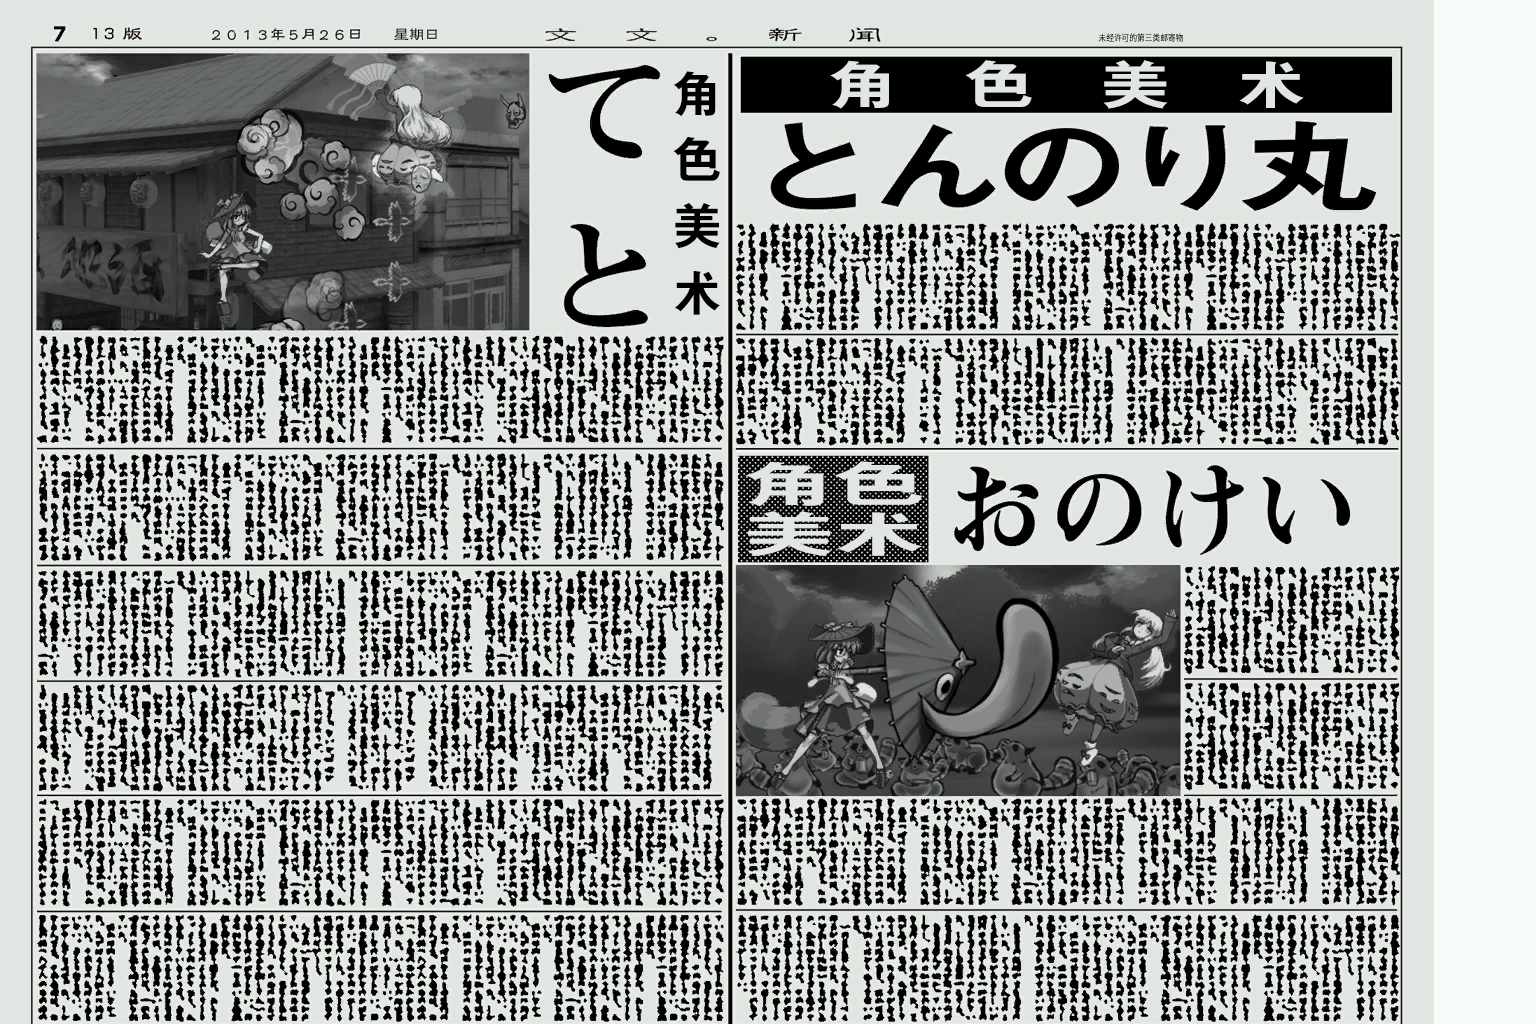 7 13 版 2013年5月26日 星期日 文 文 。 新 闻 未经许可的第三类邮寄物
角色美术
とんのり丸
角色美术
てと
角色
美术
おのけい